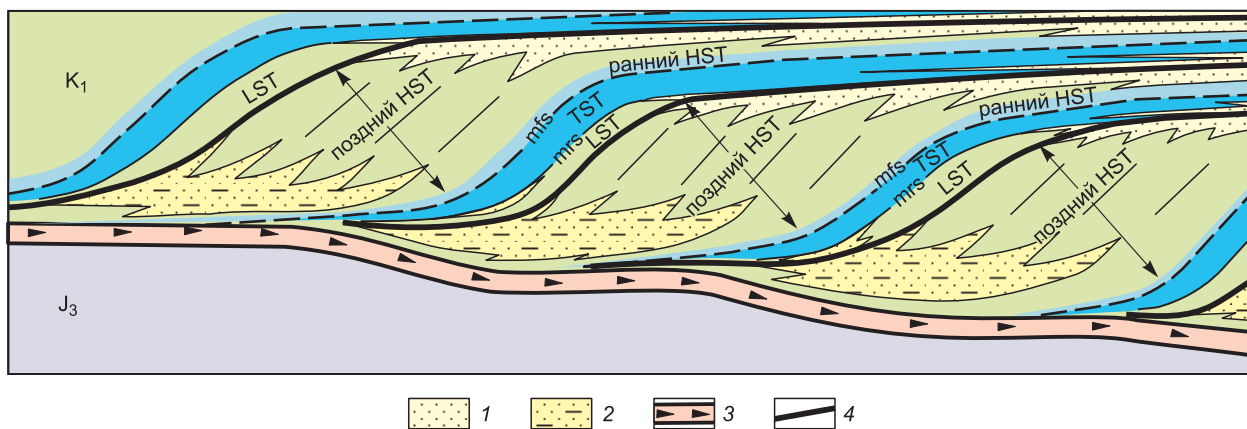 K1
LST
поздний HST
ранний HST
mfs
TST
mrs
LST
поздний HST
ранний HST
mfs
TST
mrs
LST
поздний HST
J3
1
2
3
4